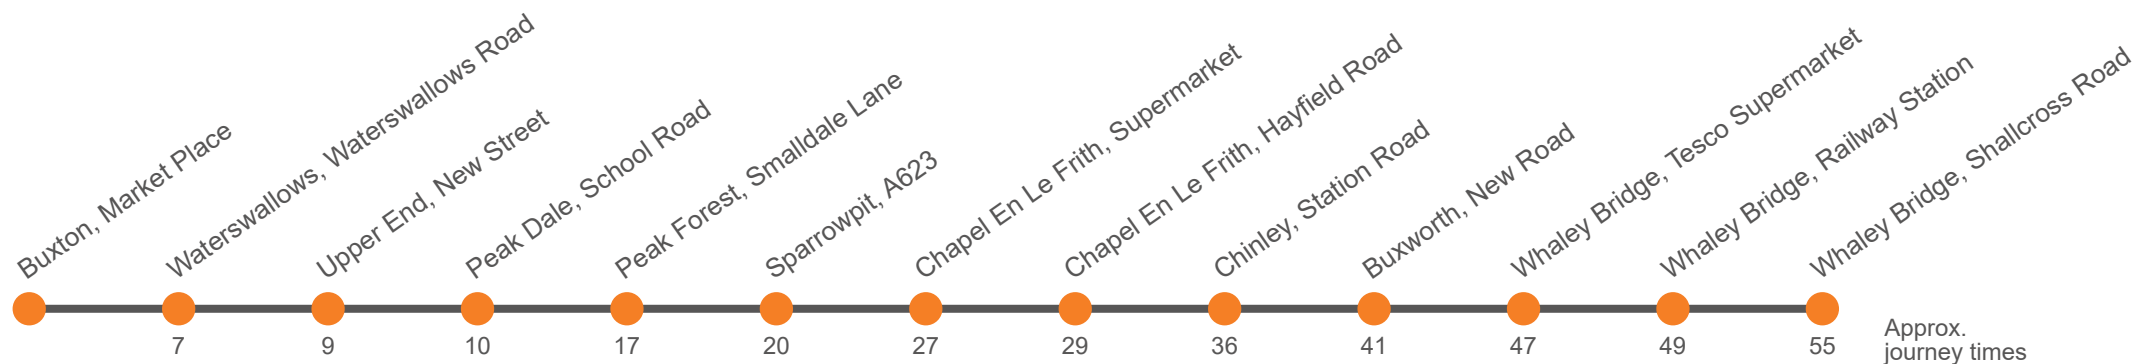 Buxton, Market Place
Waterswallows, Waterswallows Road
Upper End, New Street
Peak Dale, School Road
Peak Forest, Smalldale Lane
Sparrowpit, A623
Chapel En Le Frith, Supermarket
Chapel En Le Frith, Hayfield Road
Chinley, Station Road
Buxworth, New Road
Whaley Bridge, Tesco Supermarket
Whaley Bridge, Railway Station
Whaley Bridge, Shallcross Road
7 9 10 17 20 27 29 36 41 47 49 55
Approx.
journey times